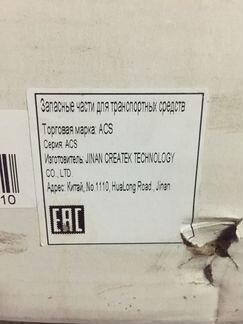 Запасные части для транспортных средств
Торговая марка: ACS
Серия: ACS
Изготовитель: JINAN CREATEK TECHNOLOGY
CO., LTD
Адрес: Китай, No 1110, HuaLong Road, Jinan
EAC
10